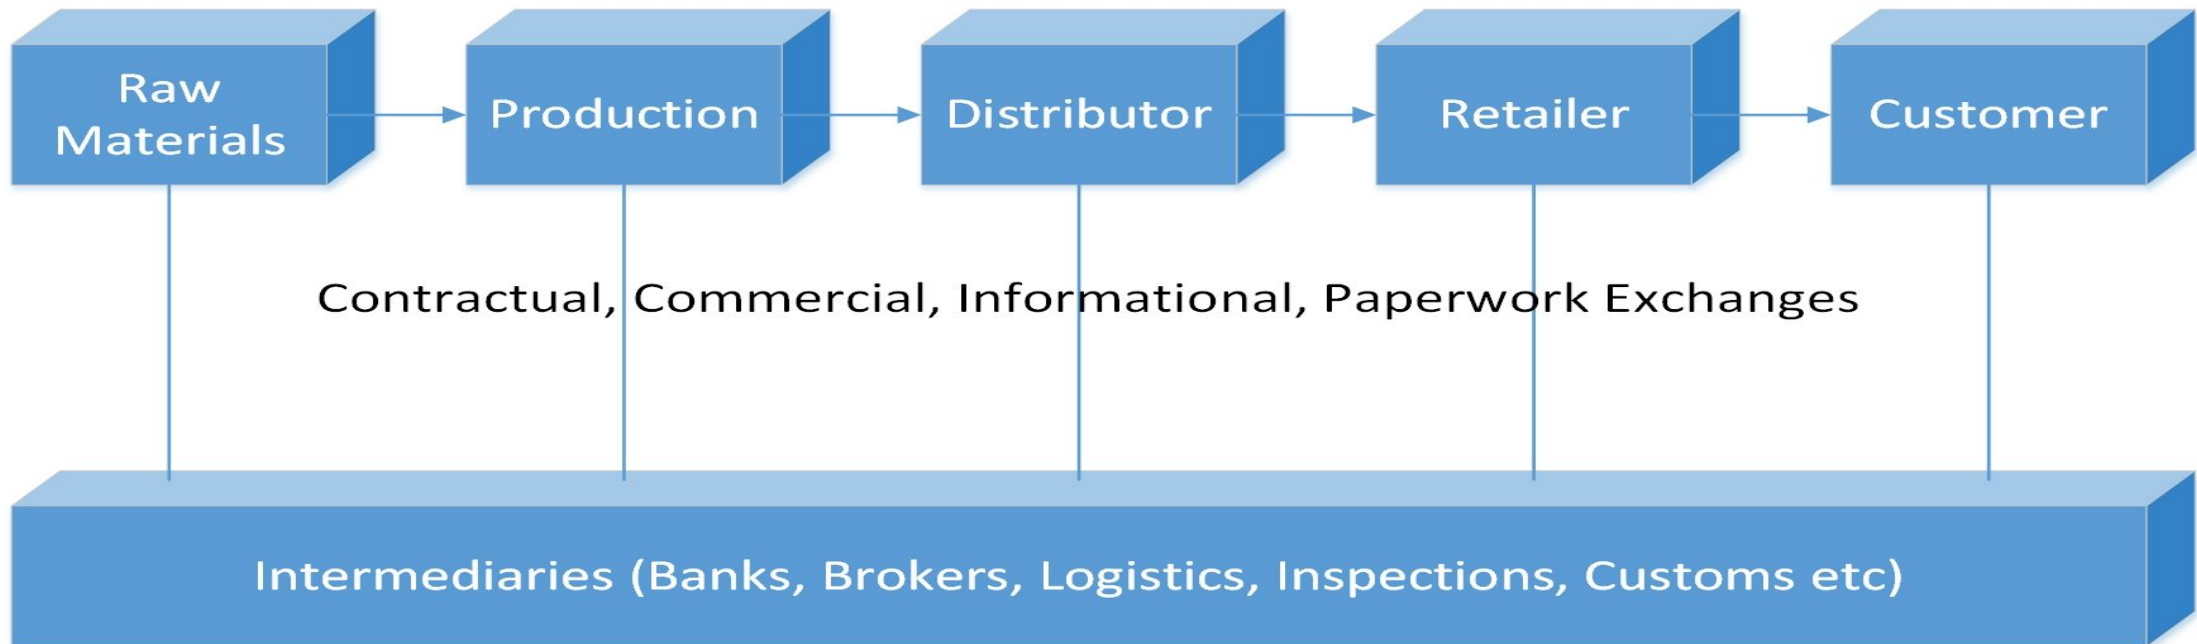 Raw
Materials
Production
Distributor
Retailer
Customer
Contractual, Commercial, Informational, Paperwork Exchanges
Intermediaries (Banks, Brokers, Logistics, Inspections, Customs etc)